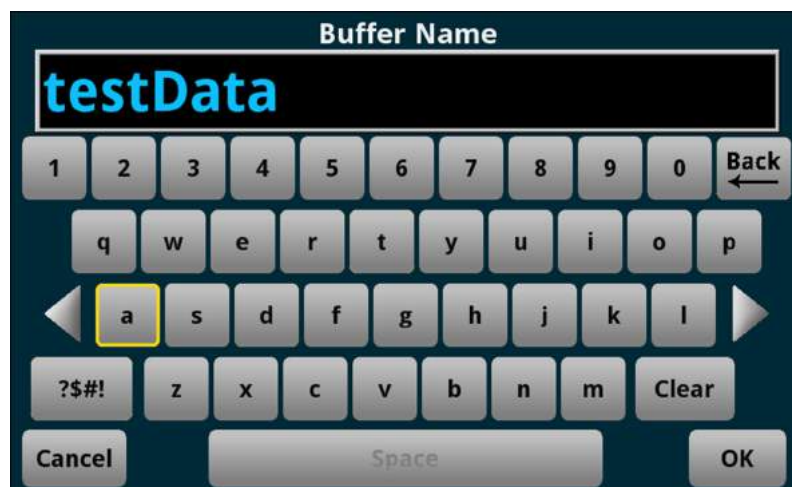 Buffer Name
testData
1 2 3 4 5 6 7 8 9 0 Back
q w e r t y u i o p
a s d f g h j k l
?$#! z x c v b n m Clear
Cancel Space OK